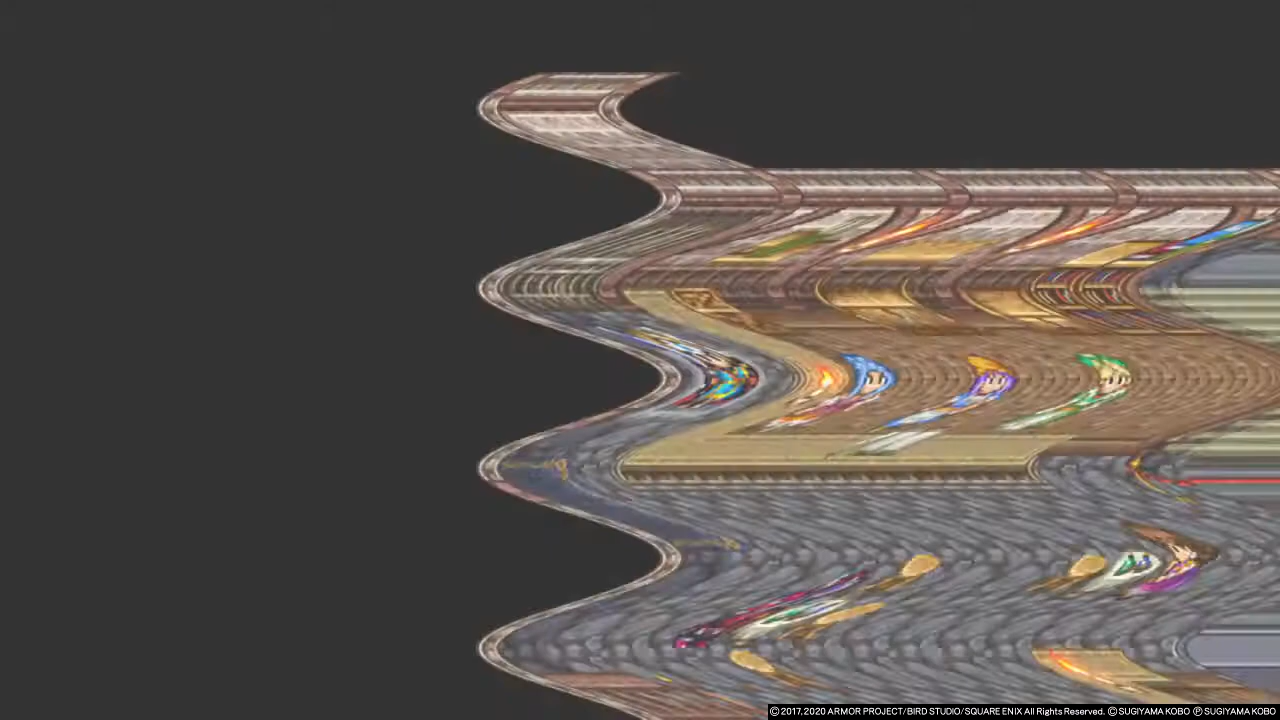 ©2017,2020 ARMOR PROJECT/BIRD STUDIO/SQUARE ENIX All Rights Reserved. ©SUGIYAMA KOBO ℗SUGIYAMA KOBO